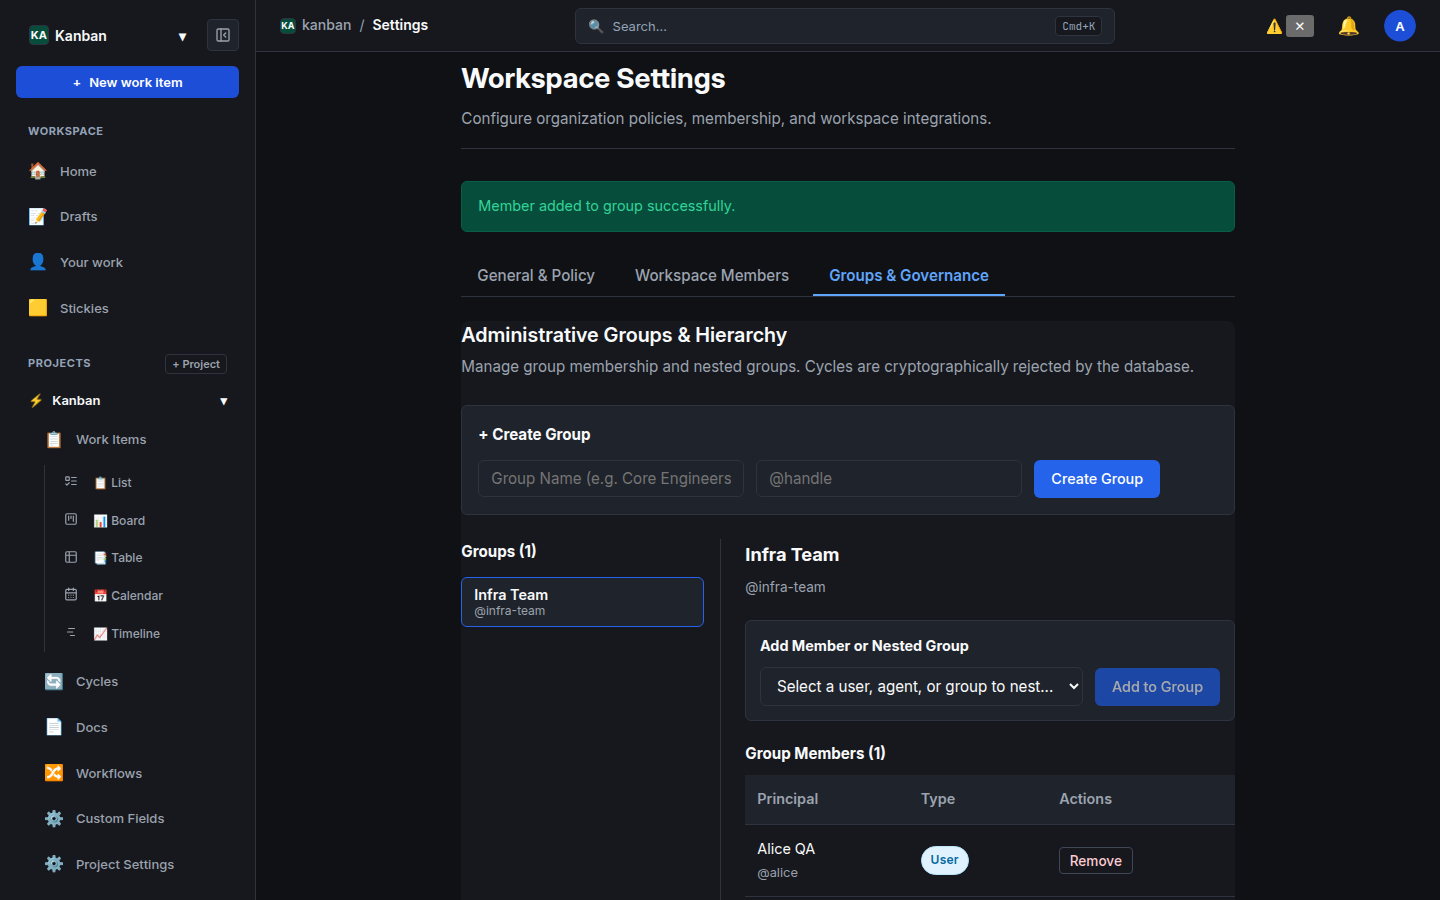 KA Kanban ▼
+ New work item
WORKSPACE
Home
Drafts
Your work
Stickies
PROJECTS
+ Project
Kanban ▼
Work Items
List
Board
Table
Calendar
Timeline
Cycles
Docs
Workflows
Custom Fields
Project Settings
KA kanban / Settings
Search...
Cmd+K
✕
A
Workspace Settings
Configure organization policies, membership, and workspace integrations.
Member added to group successfully.
General & Policy
Workspace Members
Groups & Governance
Administrative Groups & Hierarchy
Manage group membership and nested groups. Cycles are cryptographically rejected by the database.
+ Create Group
Group Name (e.g. Core Engineers
@handle
Create Group
Groups (1)
Infra Team
@infra-team
Infra Team
@infra-team
Add Member or Nested Group
Select a user, agent, or group to nest...
Add to Group
Group Members (1)
Principal Type Actions
Alice QA
@alice
User
Remove